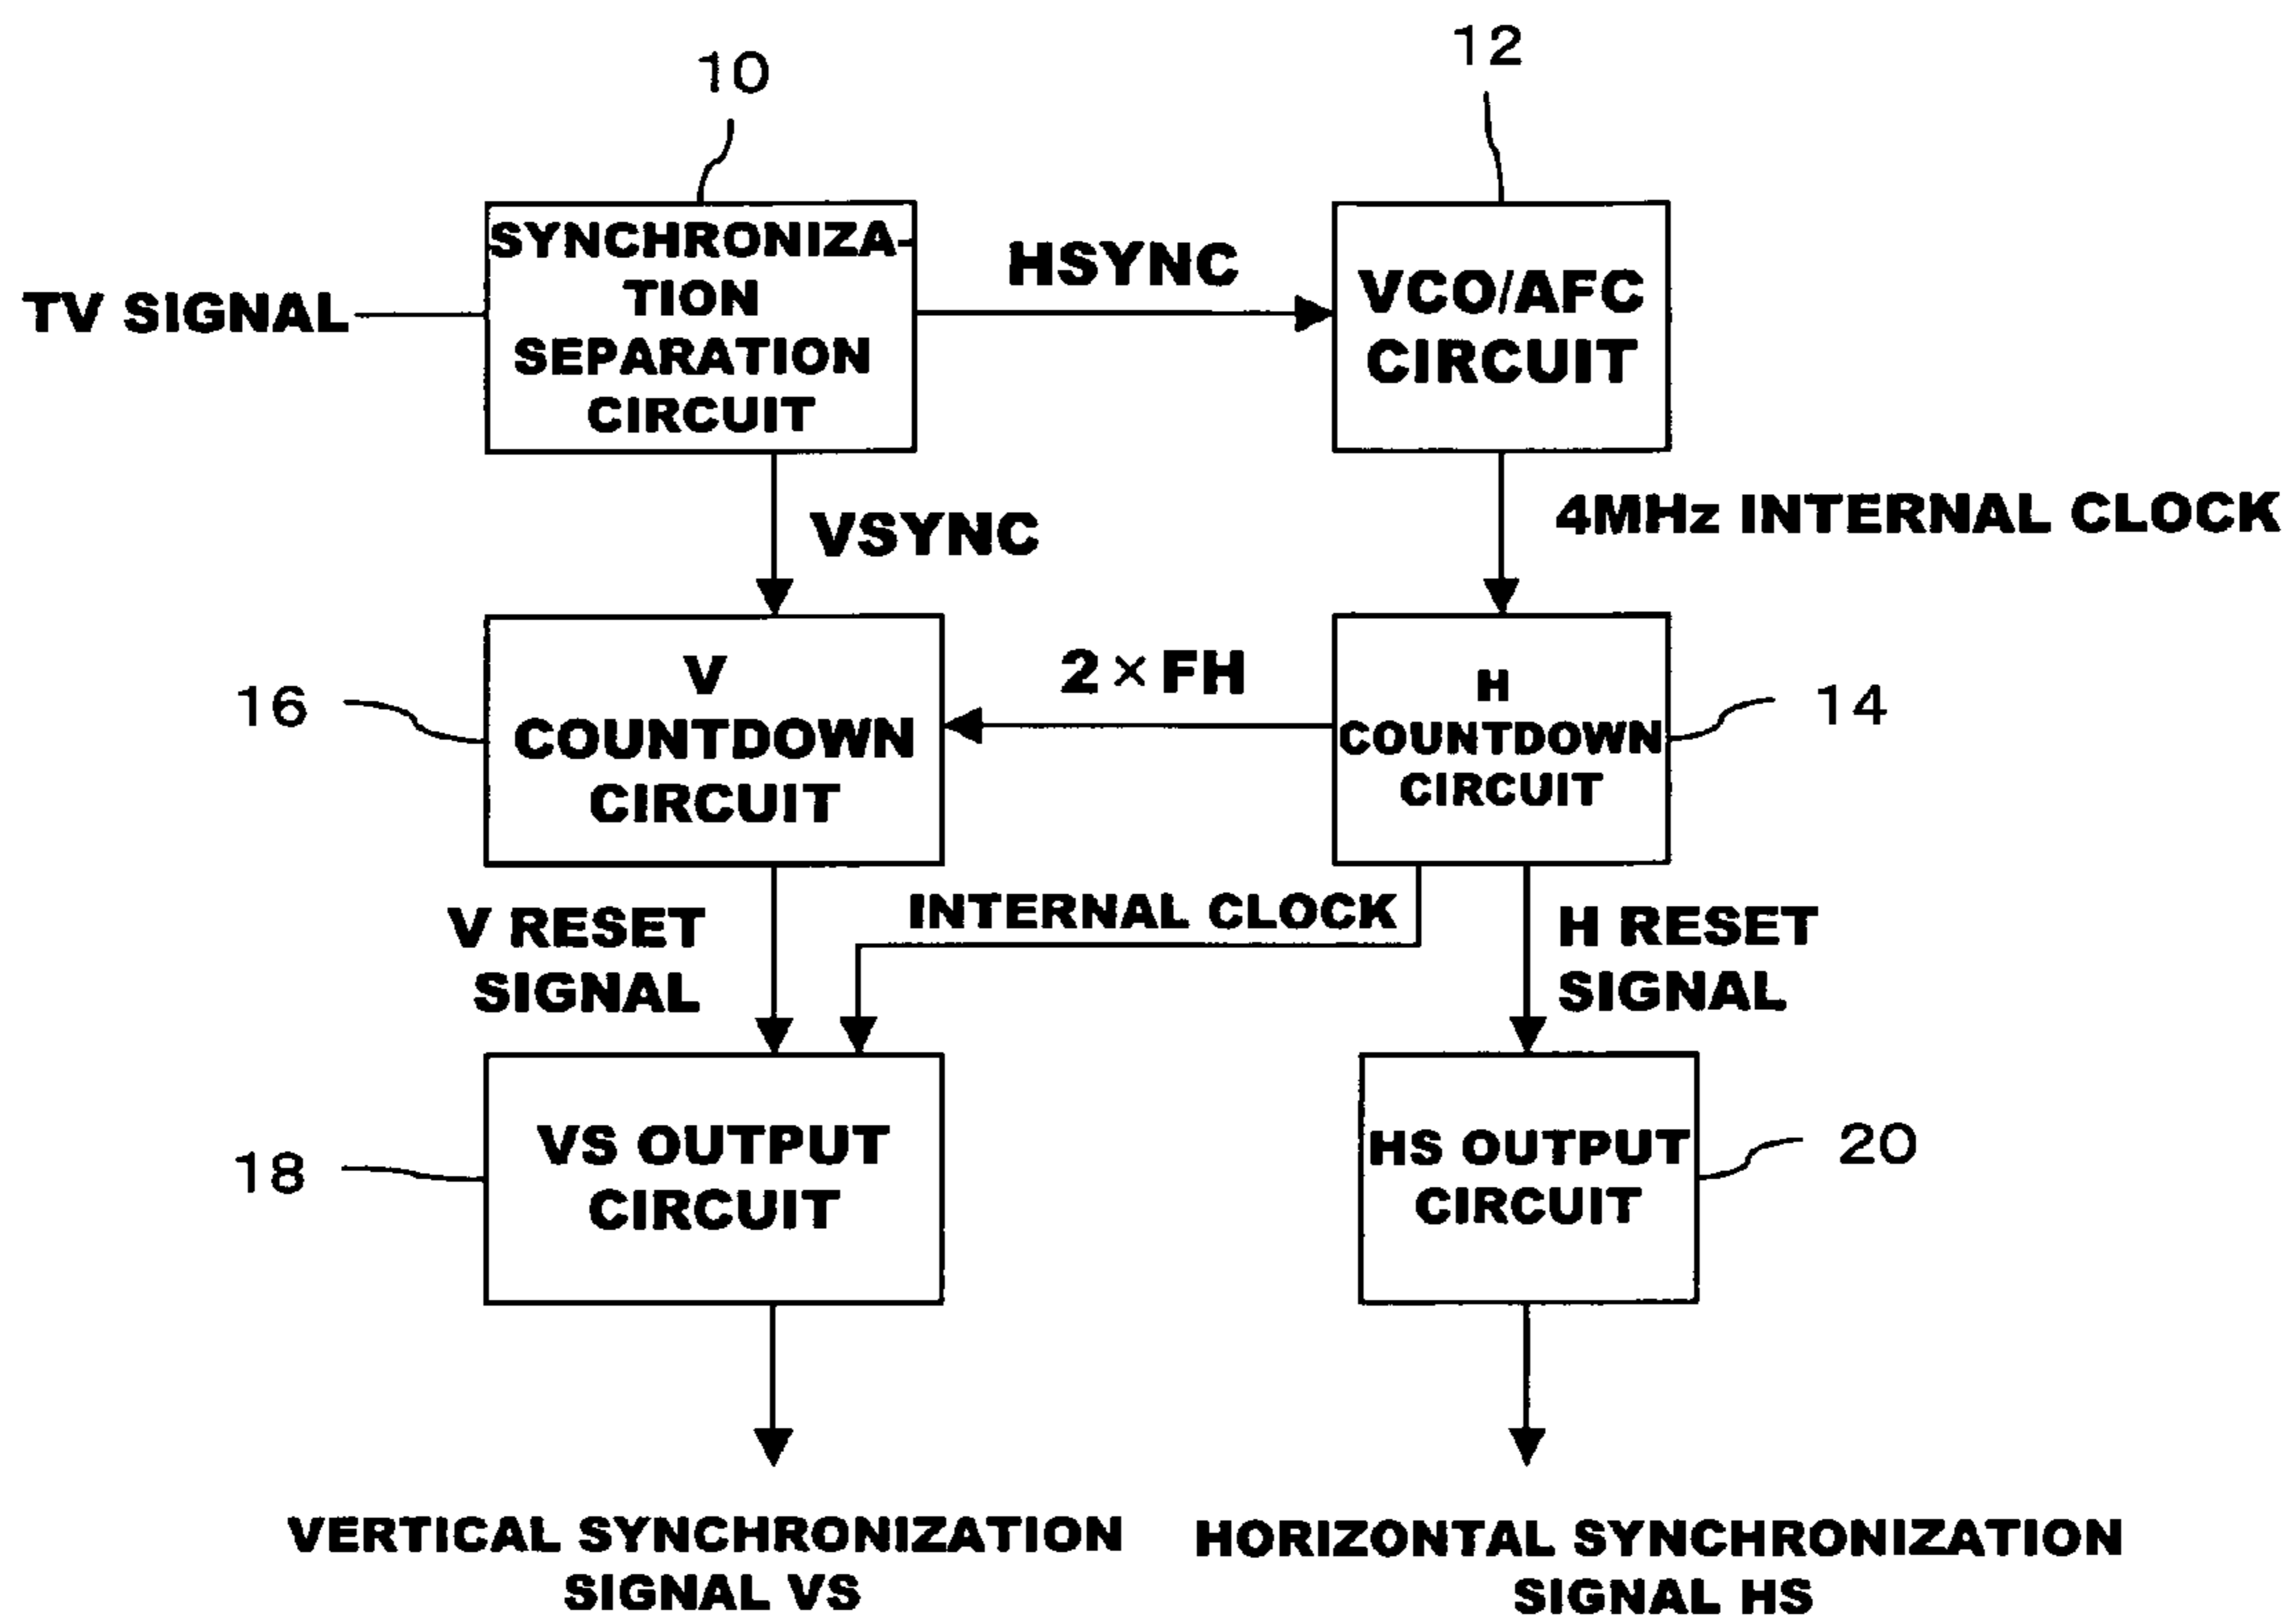 10
12
SYNCHRONIZA-
TION
SEPARATION
CIRCUIT
TV SIGNAL
HSYNC
VCO/AFC
CIRCUIT
VSYNC
4MHz INTERNAL CLOCK
16
V
COUNTDOWN
CIRCUIT
2×FH
H
COUNTDOWN
CIRCUIT
14
V RESET
SIGNAL
INTERNAL CLOCK
H RESET
SIGNAL
18
VS OUTPUT
CIRCUIT
HS OUTPUT
CIRCUIT
20
VERTICAL SYNCHRONIZATION
SIGNAL VS
HORIZONTAL SYNCHRONIZATION
SIGNAL HS